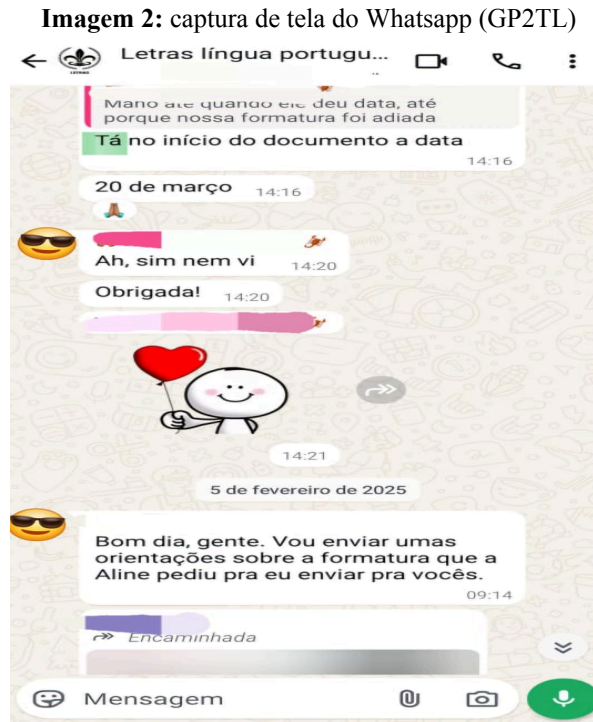 Imagem 2: captura de tela do Whatsapp (GP2TL)
Letras língua portugu...
LETRAS
Mano até quando ele deu data, até
porque nossa formatura foi adiada
Tá no início do documento a data
14:16
20 de março 14:16
Ah, sim nem vi 14:20
Obrigada! 14:20
14:21
5 de fevereiro de 2025
Bom dia, gente. Vou enviar umas
orientações sobre a formatura que a
Aline pediu pra eu enviar pra vocês.
09:14
Encaminhada
Mensagem